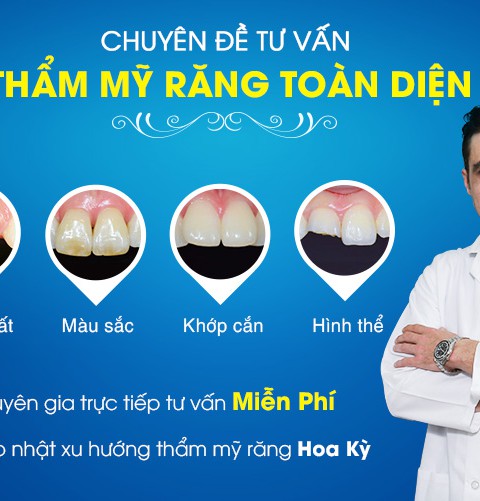 CHUYÊN ĐỀ TƯ VẤN
THẨM MỸ RĂNG TOÀN DIỆN
Màu sắc
Khớp cắn
Hình thể
trực tiếp tư vấn Miễn Phí
nhật xu hướng thẩm mỹ răng Hoa Kỳ